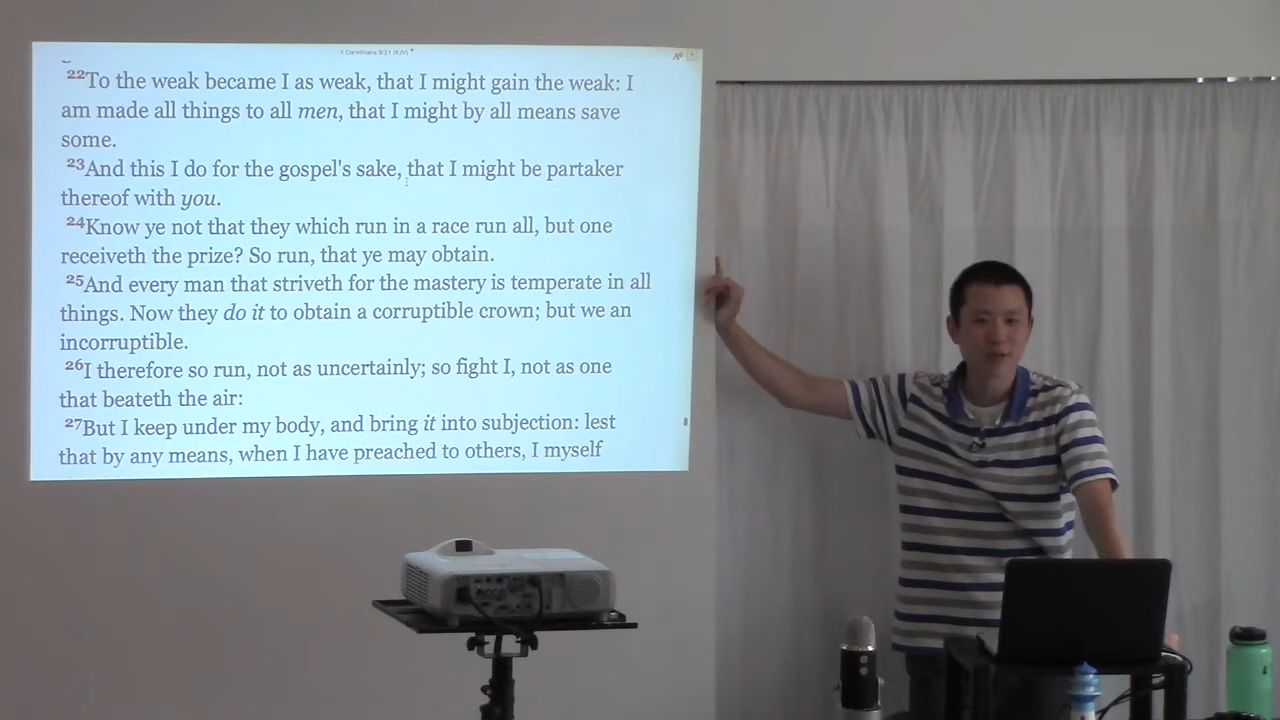 1 Corinthians 9:21 (KJV)
22To the weak became I as weak, that I might gain the weak: I
am made all things to all men, that I might by all means save
some.
23And this I do for the gospel's sake, that I might be partaker
thereof with you.
24Know ye not that they which run in a race run all, but one
receiveth the prize? So run, that ye may obtain.
25And every man that striveth for the mastery is temperate in all
things. Now they do it to obtain a corruptible crown; but we an
incorruptible.
26I therefore so run, not as uncertainly; so fight I, not as one
that beateth the air:
27But I keep under my body, and bring it into subjection: lest
that by any means, when I have preached to others, I myself